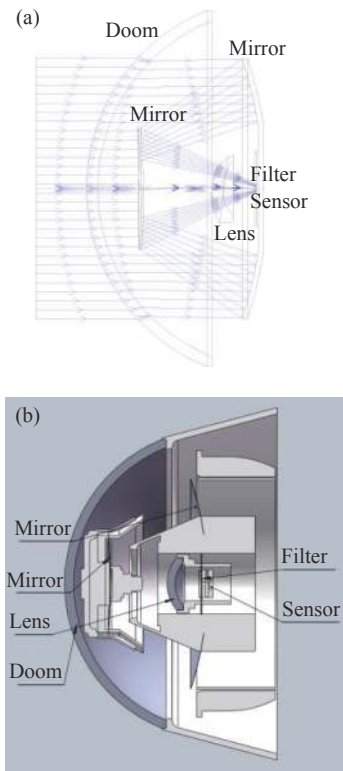 (a)
Doom
Mirror
Mirror
Filter
Sensor
Lens
(b)
Mirror
Filter
Mirror
Sensor
Lens
Doom